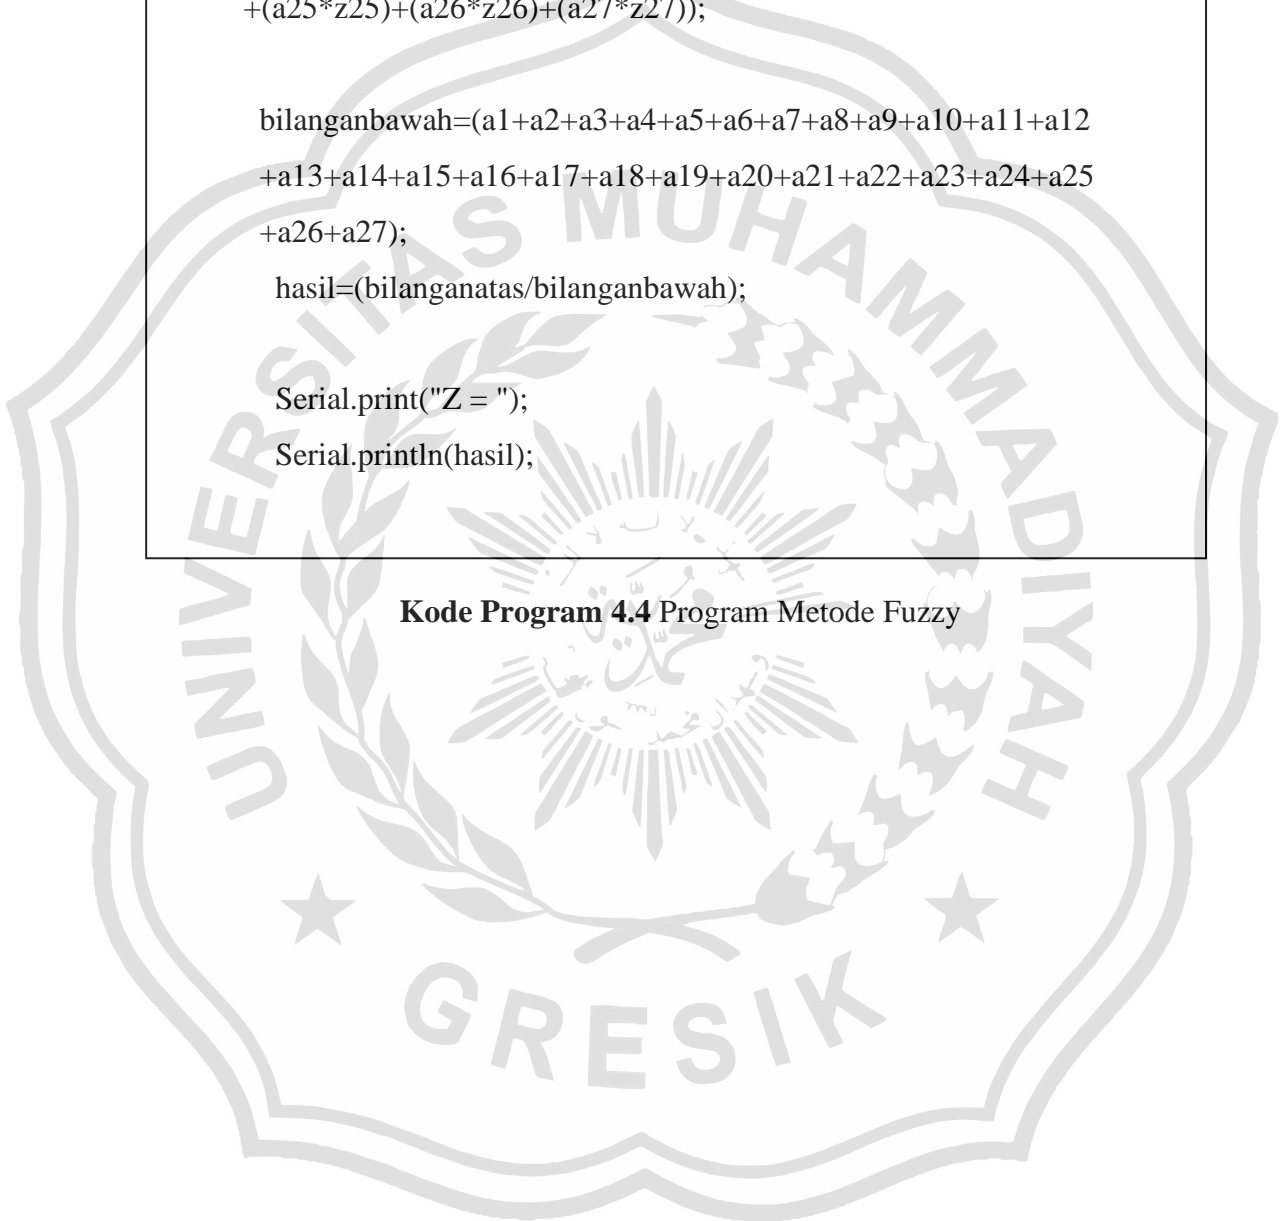 +(a25*z25)+(a26*z26)+(a27*z27));
bilanganbawah=(a1+a2+a3+a4+a5+a6+a7+a8+a9+a10+a11+a12
+a13+a14+a15+a16+a17+a18+a19+a20+a21+a22+a23+a24+a25
+a26+a27);
hasil=(bilanganatas/bilanganbawah);
Serial.print("Z = ");
Serial.println(hasil);
Kode Program 4.4 Program Metode Fuzzy
UNIVERSITAS MUHAMMADIYAH
GRESIK